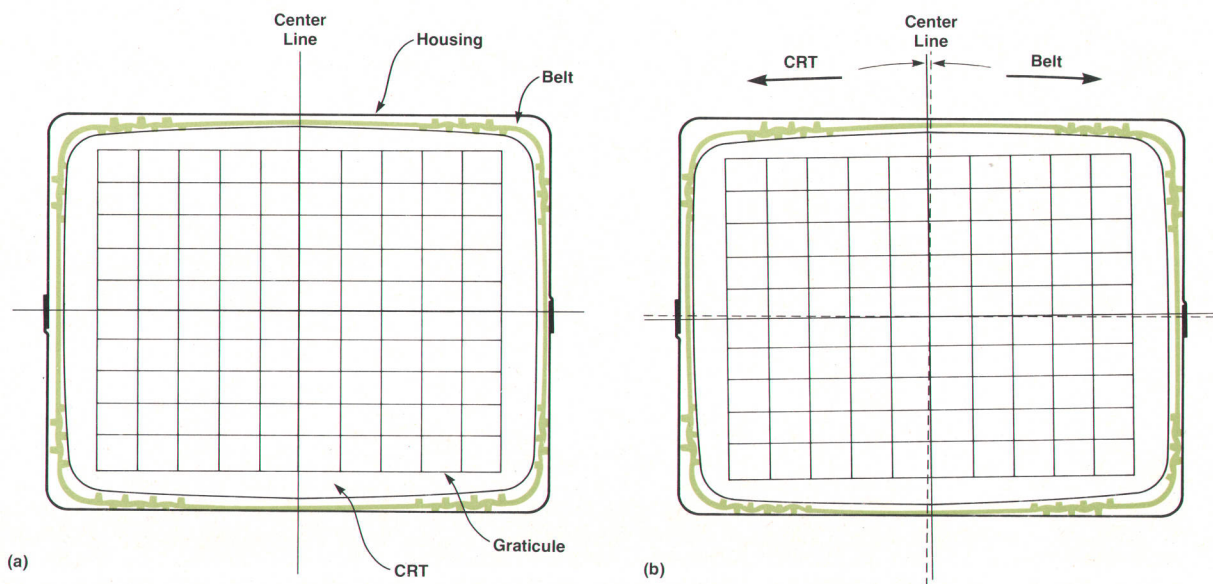 Center
Line
Housing
Belt
Graticule
CRT
(a)
Center
Line
CRT
Belt
(b)